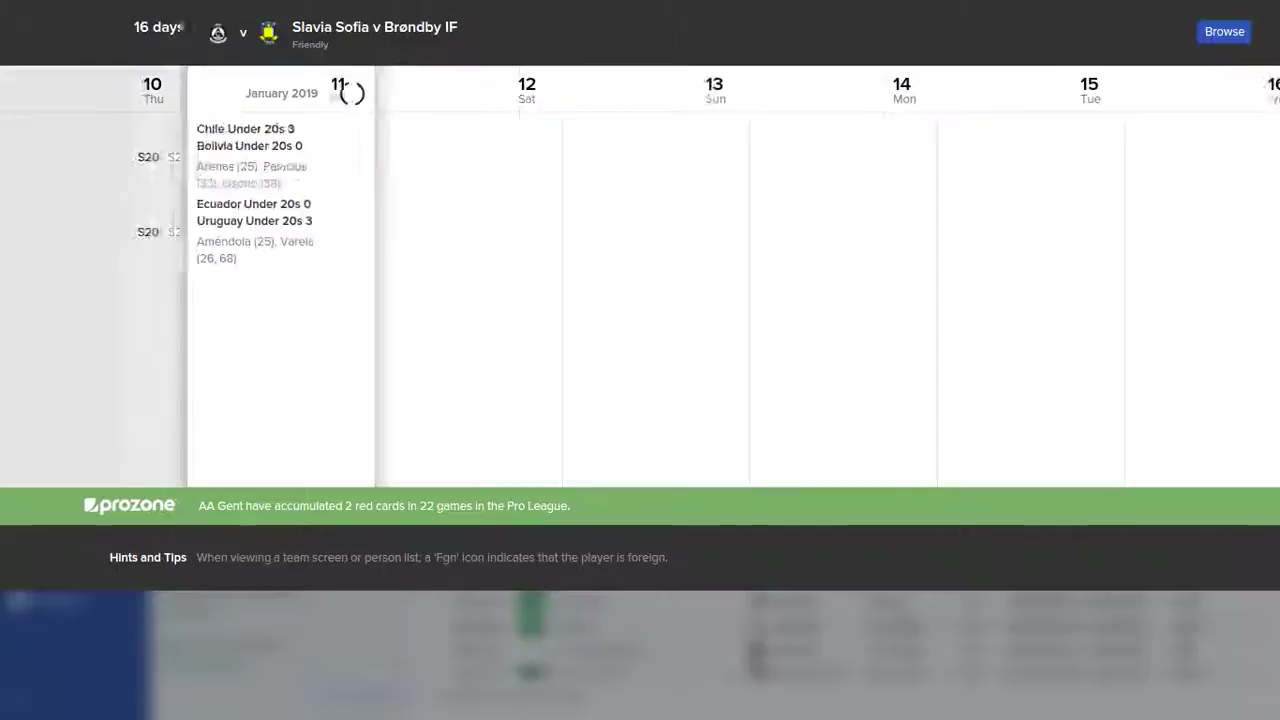 16 days
v
Slavia Sofia v Brøndby IF
Friendly
Browse
10
Thu
January 2019
11
12
Sat
13
Sun
14
Mon
15
Tue
Chile Under 20s 3
Bolivia Under 20s 0
(25)
S20
Ecuador Under 20s 0
Uruguay Under 20s 3
Améndola (25), Varela
(26, 68)
S20
prozone
AA Gent have accumulated 2 red cards in 22 games in the Pro League.
Hints and Tips
When viewing a team screen or person list, a 'Fgn' icon indicates that the player is foreign.